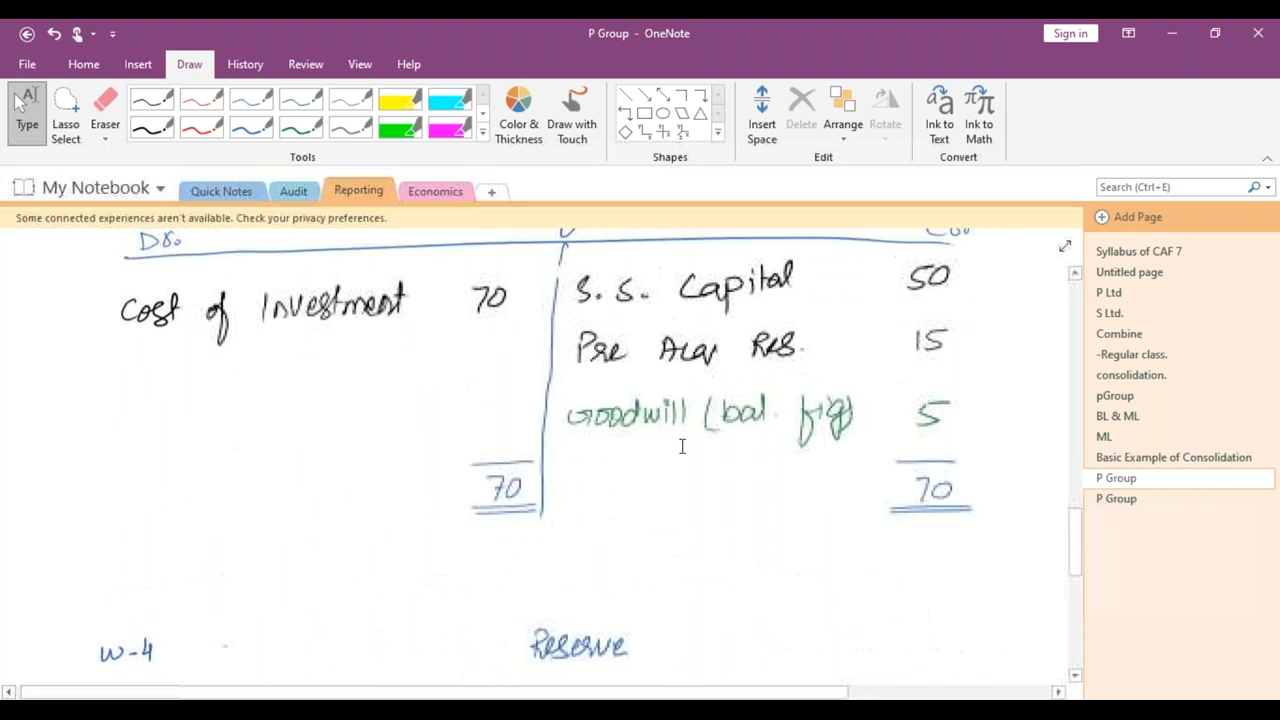 P Group - OneNote
Sign in
File Home Insert Draw History Review View Help
Type
Lasso Select
Eraser
Color & Thickness
Draw with Touch
Insert Space
Delete
Arrange
Rotate
Ink to Text
Ink to Math
Tools
Shapes
Edit
Convert
My Notebook
Quick Notes
Audit
Reporting
Economics
Search (Ctrl+E)
Some connected experiences aren't available. Check your privacy preferences.
Add Page
Syllabus of CAF 7
Untitled page
P Ltd
S Ltd.
Combine
-Regular class.
consolidation.
pGroup
BL & ML
ML
Basic Example of Consolidation
P Group
P Group
Dr.
Cost of Investment 70 S.S. Capital 50
Pre Acq Res. 15
Goodwill (bal. fig) 5
70 70
W-4 Reserve